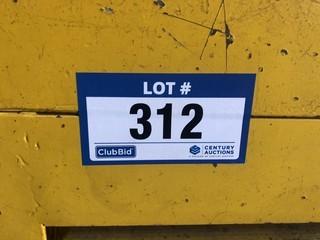 LOT #
312
ClubBid
CENTURY
AUCTIONS